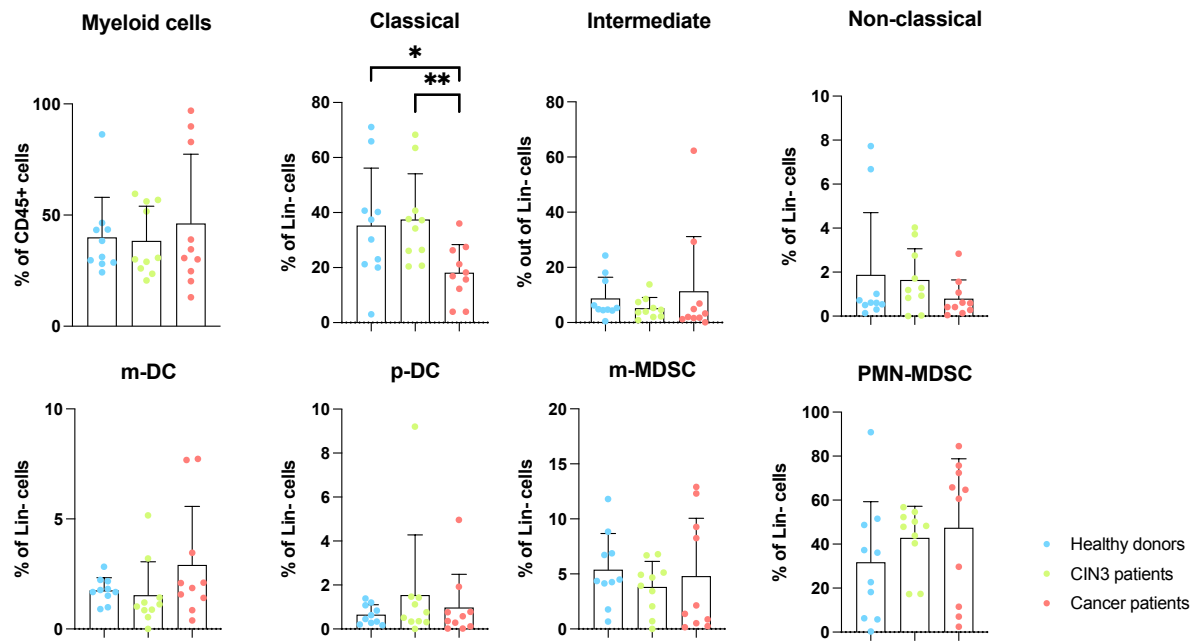 Myeloid cells
% of CD45+ cells
100
50
0
Classical
*
**
% of Lin- cells
80
60
40
20
0
Intermediate
% out of Lin- cells
80
60
40
20
0
Non-classical
% of Lin- cells
10
8
6
4
2
0
m-DC
% of Lin- cells
10
5
0
p-DC
% of Lin- cells
10
8
6
4
2
0
m-MDSC
% of Lin- cells
20
15
10
5
0
PMN-MDSC
% of Lin- cells
100
80
60
40
20
0
Healthy donors
CIN3 patients
Cancer patients